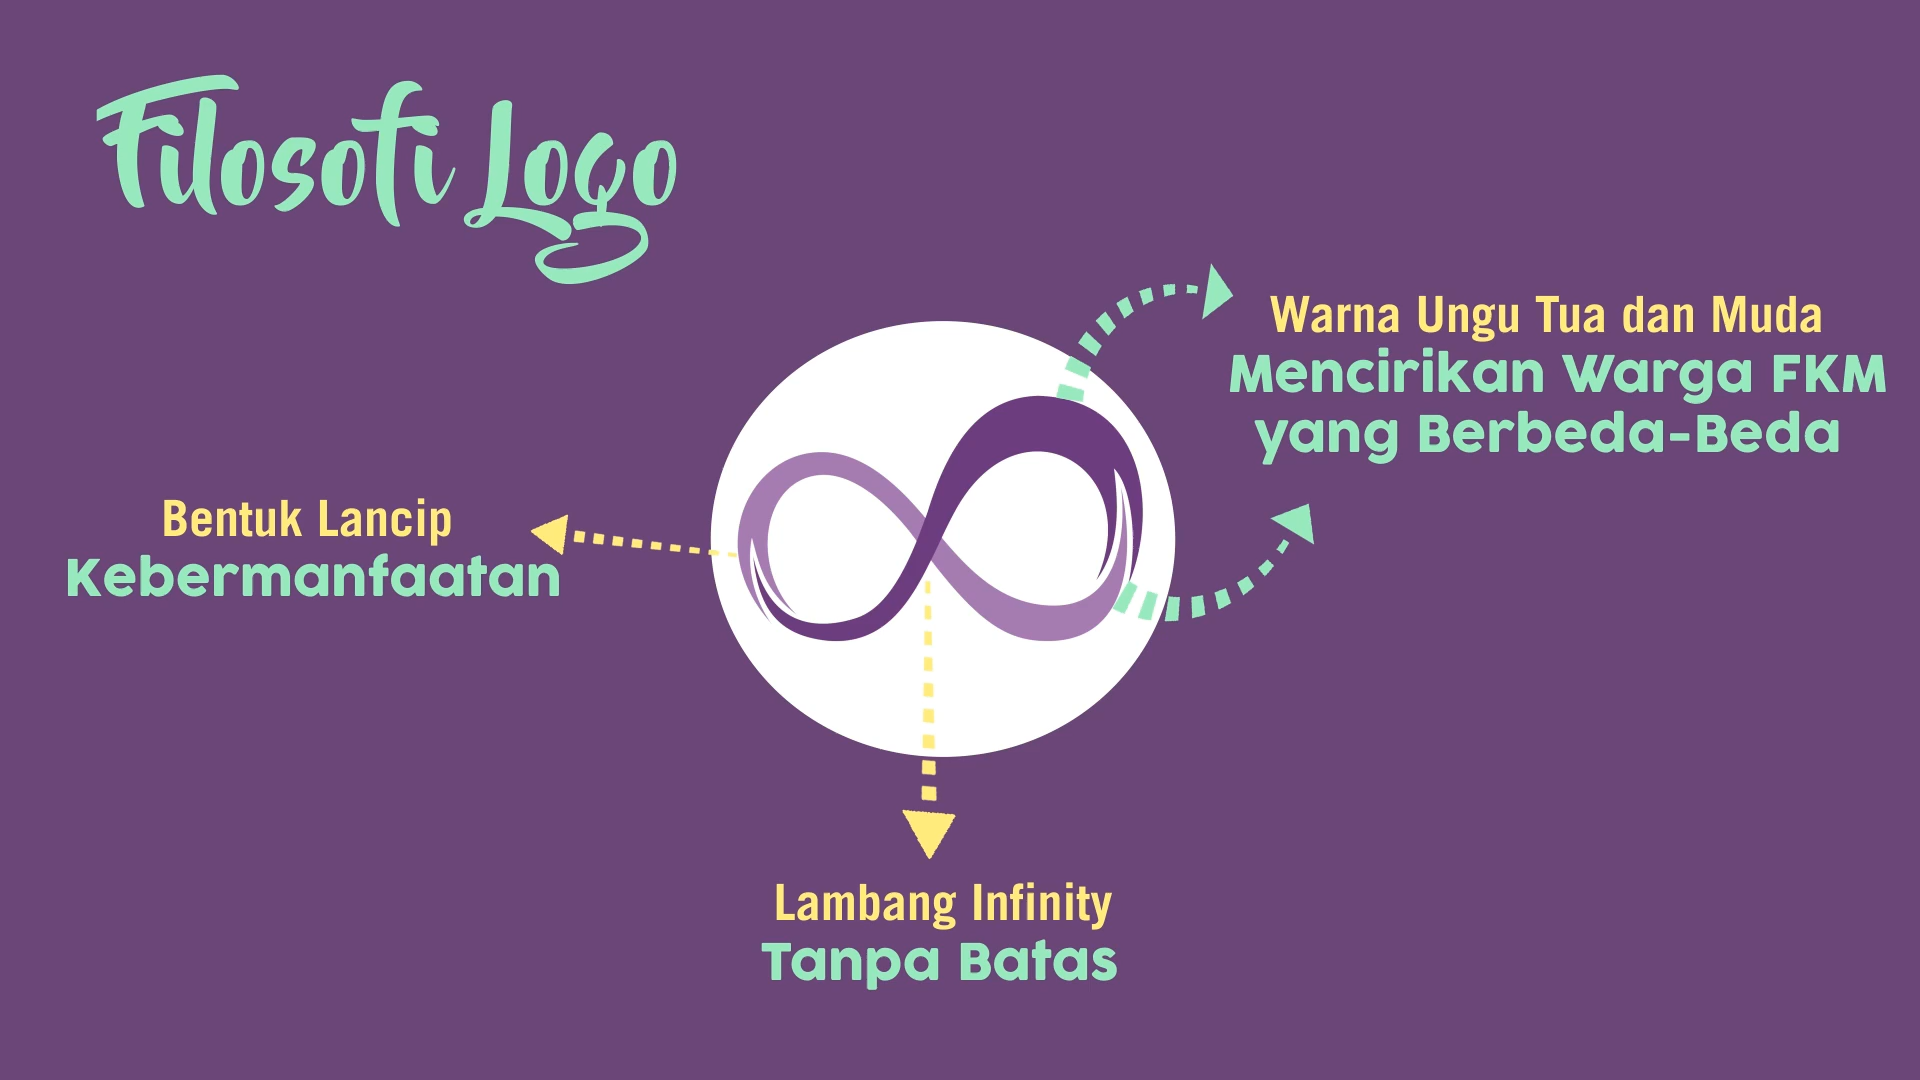 Filosofi Logo
Warna Ungu Tua dan Muda
Mencirikan Warga FKM
yang Berbeda-Beda
Bentuk Lancip
Kebermanfaatan
Lambang Infinity
Tanpa Batas